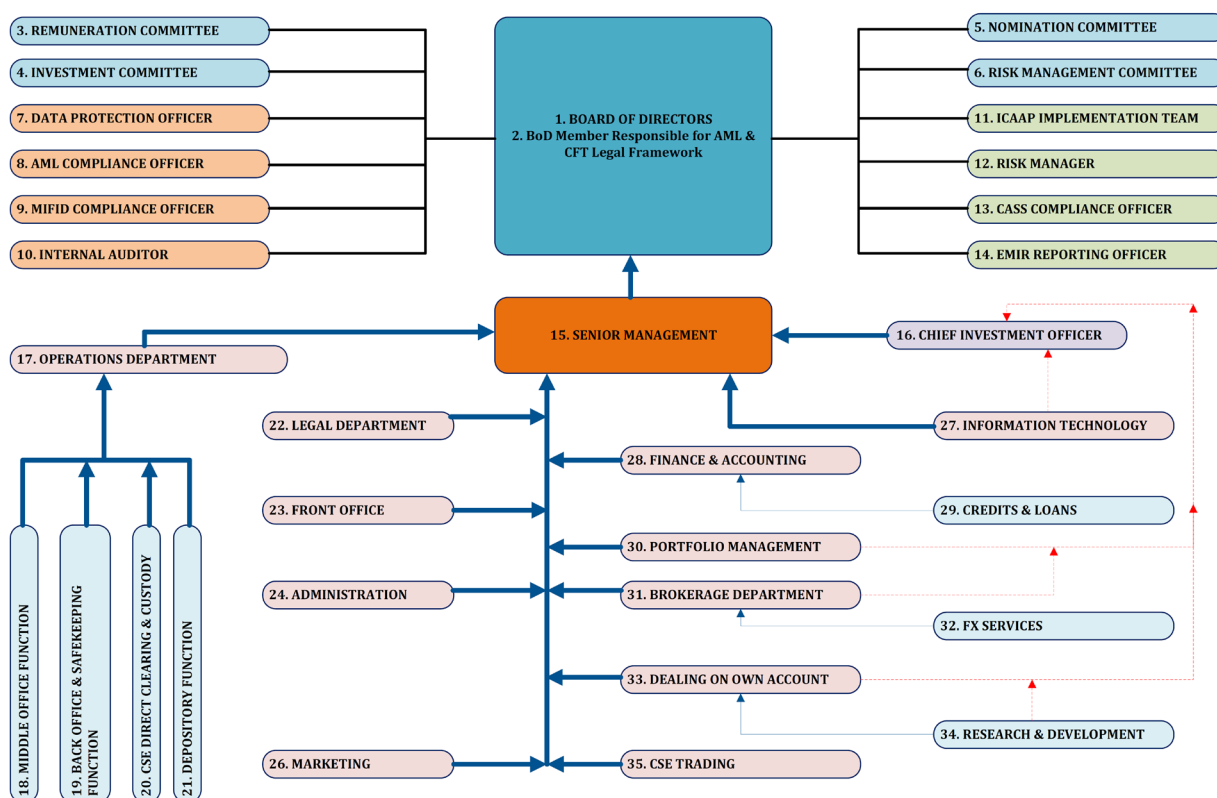 3. REMUNERATION COMMITTEE
4. INVESTMENT COMMITTEE
7. DATA PROTECTION OFFICER
8. AML COMPLIANCE OFFICER
9. MIFID COMPLIANCE OFFICER
10. INTERNAL AUDITOR
1. BOARD OF DIRECTORS
2. BoD Member Responsible for AML &
CFT Legal Framework
5. NOMINATION COMMITTEE
6. RISK MANAGEMENT COMMITTEE
11. ICAAP IMPLEMENTATION TEAM
12. RISK MANAGER
13. CASS COMPLIANCE OFFICER
14. EMIR REPORTING OFFICER
15. SENIOR MANAGEMENT
16. CHIEF INVESTMENT OFFICER
17. OPERATIONS DEPARTMENT
18. MIDDLE OFFICE FUNCTION
19. BACK OFFICE & SAFEKEEPING
FUNCTION
20. CSE DIRECT CLEARING & CUSTODY
21. DEPOSITORY FUNCTION
22. LEGAL DEPARTMENT
23. FRONT OFFICE
24. ADMINISTRATION
26. MARKETING
27. INFORMATION TECHNOLOGY
28. FINANCE & ACCOUNTING
29. CREDITS & LOANS
30. PORTFOLIO MANAGEMENT
31. BROKERAGE DEPARTMENT
32. FX SERVICES
33. DEALING ON OWN ACCOUNT
34. RESEARCH & DEVELOPMENT
35. CSE TRADING